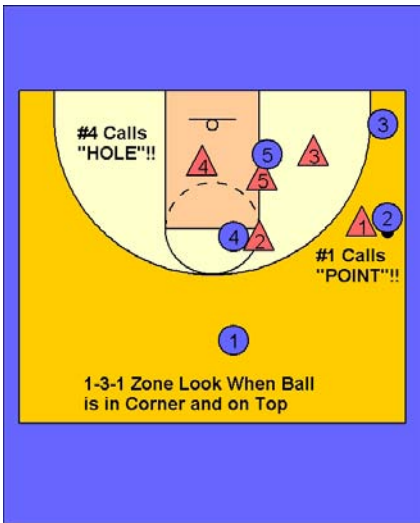 #4 Calls
"HOLE"!!
3
5
3
4
5
2
1
4
2
#1 Calls
"POINT"!!
1
1-3-1 Zone Look When Ball
is in Corner and on Top